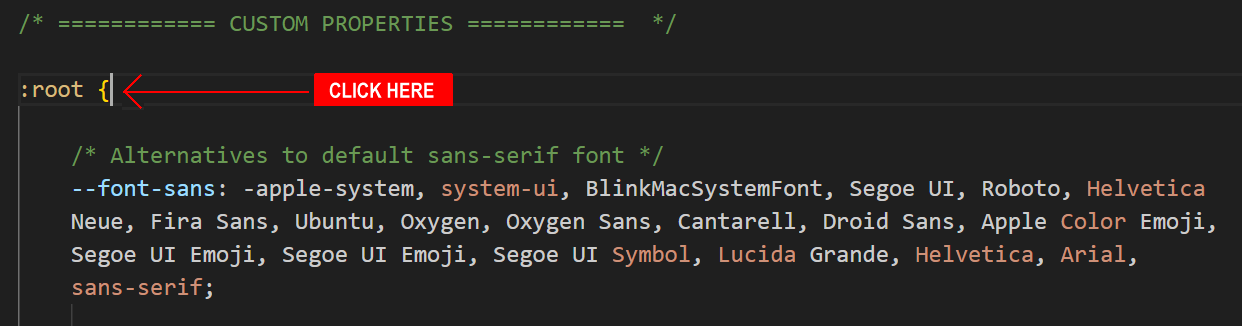 /* ============ CUSTOM PROPERTIES ============  */
:root { CLICK HERE
/* Alternatives to default sans-serif font */
--font-sans: -apple-system, system-ui, BlinkMacSystemFont, Segoe UI, Roboto, Helvetica
Neue, Fira Sans, Ubuntu, Oxygen, Oxygen Sans, Cantarell, Droid Sans, Apple Color Emoji,
Segoe UI Emoji, Segoe UI Emoji, Segoe UI Symbol, Lucida Grande, Helvetica, Arial,
sans-serif;